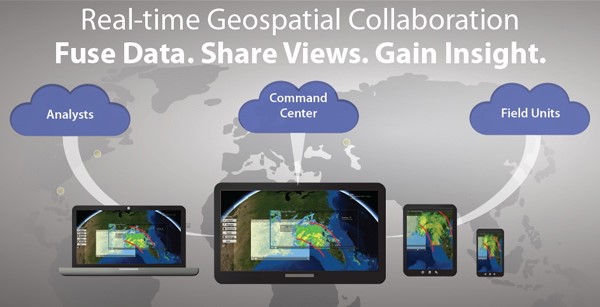 Real-time Geospatial Collaboration
Fuse Data. Share Views. Gain Insight.
Analysts
Command
Center
Field Units